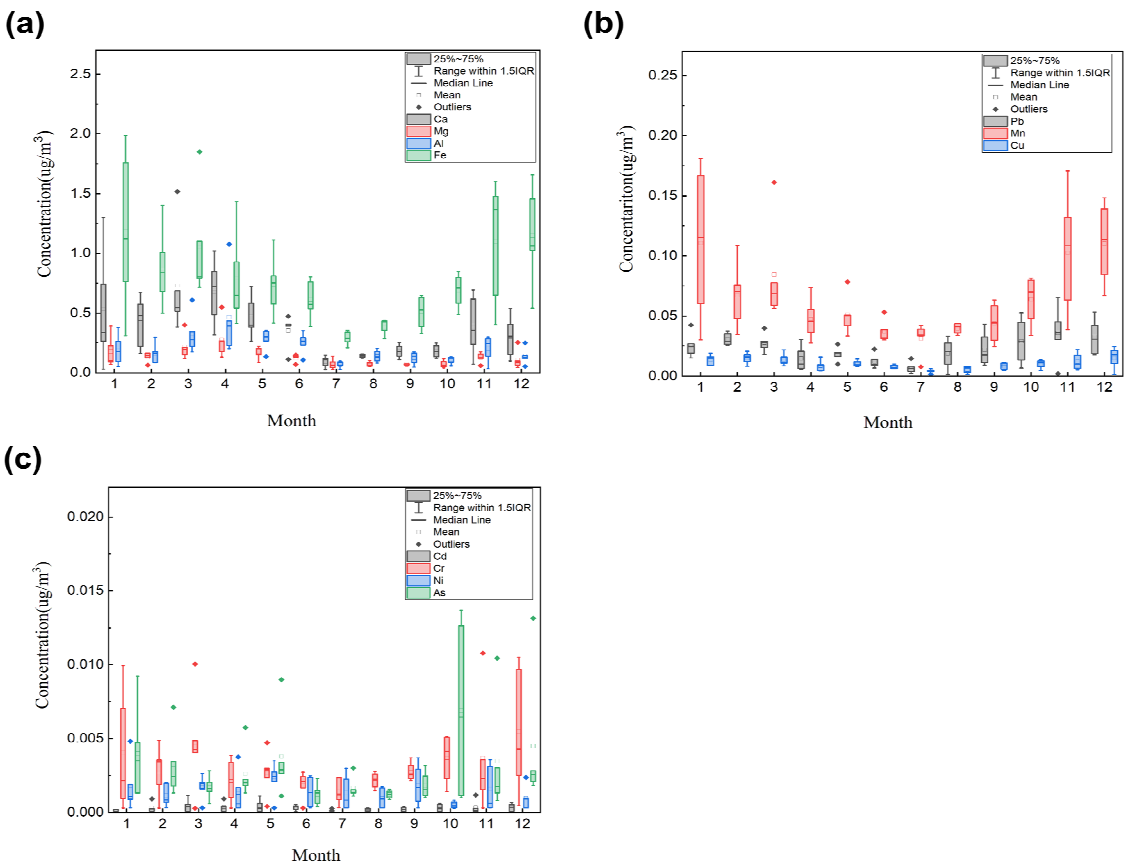 (a)
Concentration(ug/m³)
2.5
2.0
1.5
1.0
0.5
0.0
25%~75%
Range within 1.5IQR
Median Line
Mean
Outliers
Ca
Mg
Al
Fe
1 2 3 4 5 6 7 8 9 10 11 12
Month
(b)
Concentariton(ug/m³)
0.25
0.20
0.15
0.10
0.05
0.00
25%~75%
Range within 1.5IQR
Median Line
Mean
Outliers
Pb
Mn
Cu
1 2 3 4 5 6 7 8 9 10 11 12
Month
(c)
Concentration(ug/m³)
0.020
0.015
0.010
0.005
0.000
25%~75%
Range within 1.5IQR
Median Line
Mean
Outliers
Cd
Cr
Ni
As
1 2 3 4 5 6 7 8 9 10 11 12
Month